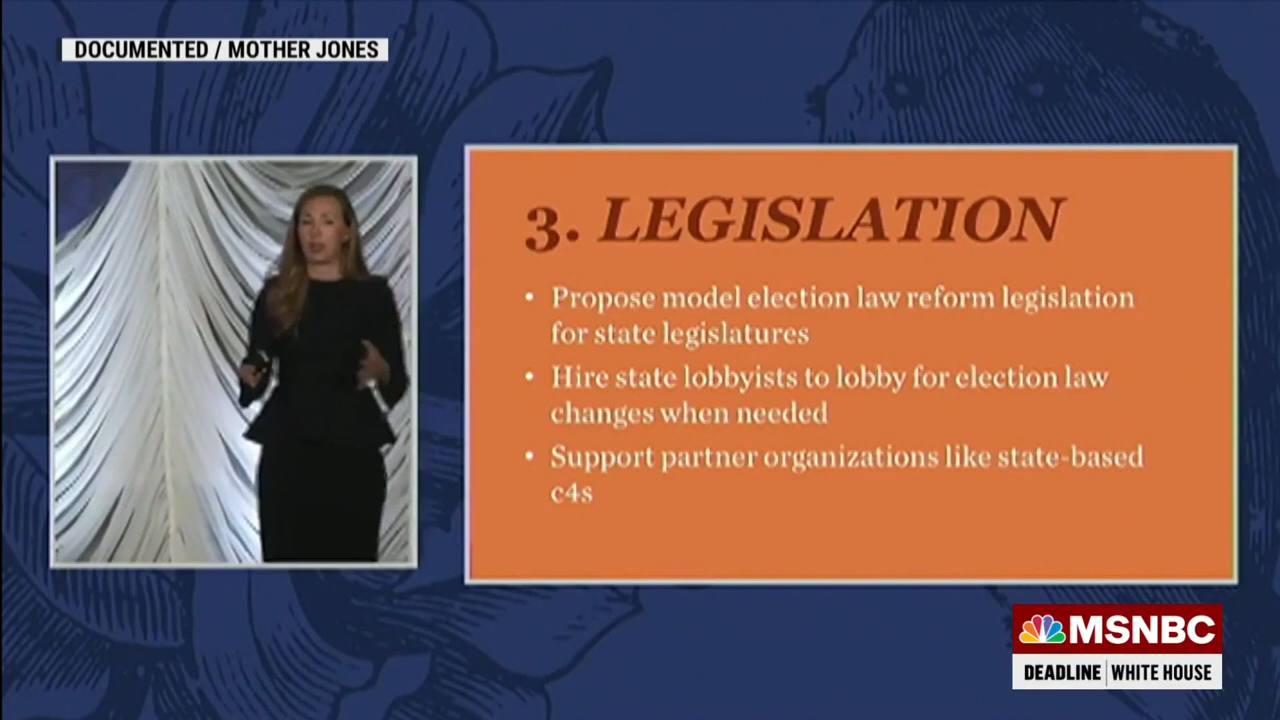 DOCUMENTED / MOTHER JONES
3. LEGISLATION
• Propose model election law reform legislation
for state legislatures
• Hire state lobbyists to lobby for election law
changes when needed
• Support partner organizations like state-based
c4s
MSNBC
DEADLINE | WHITE HOUSE